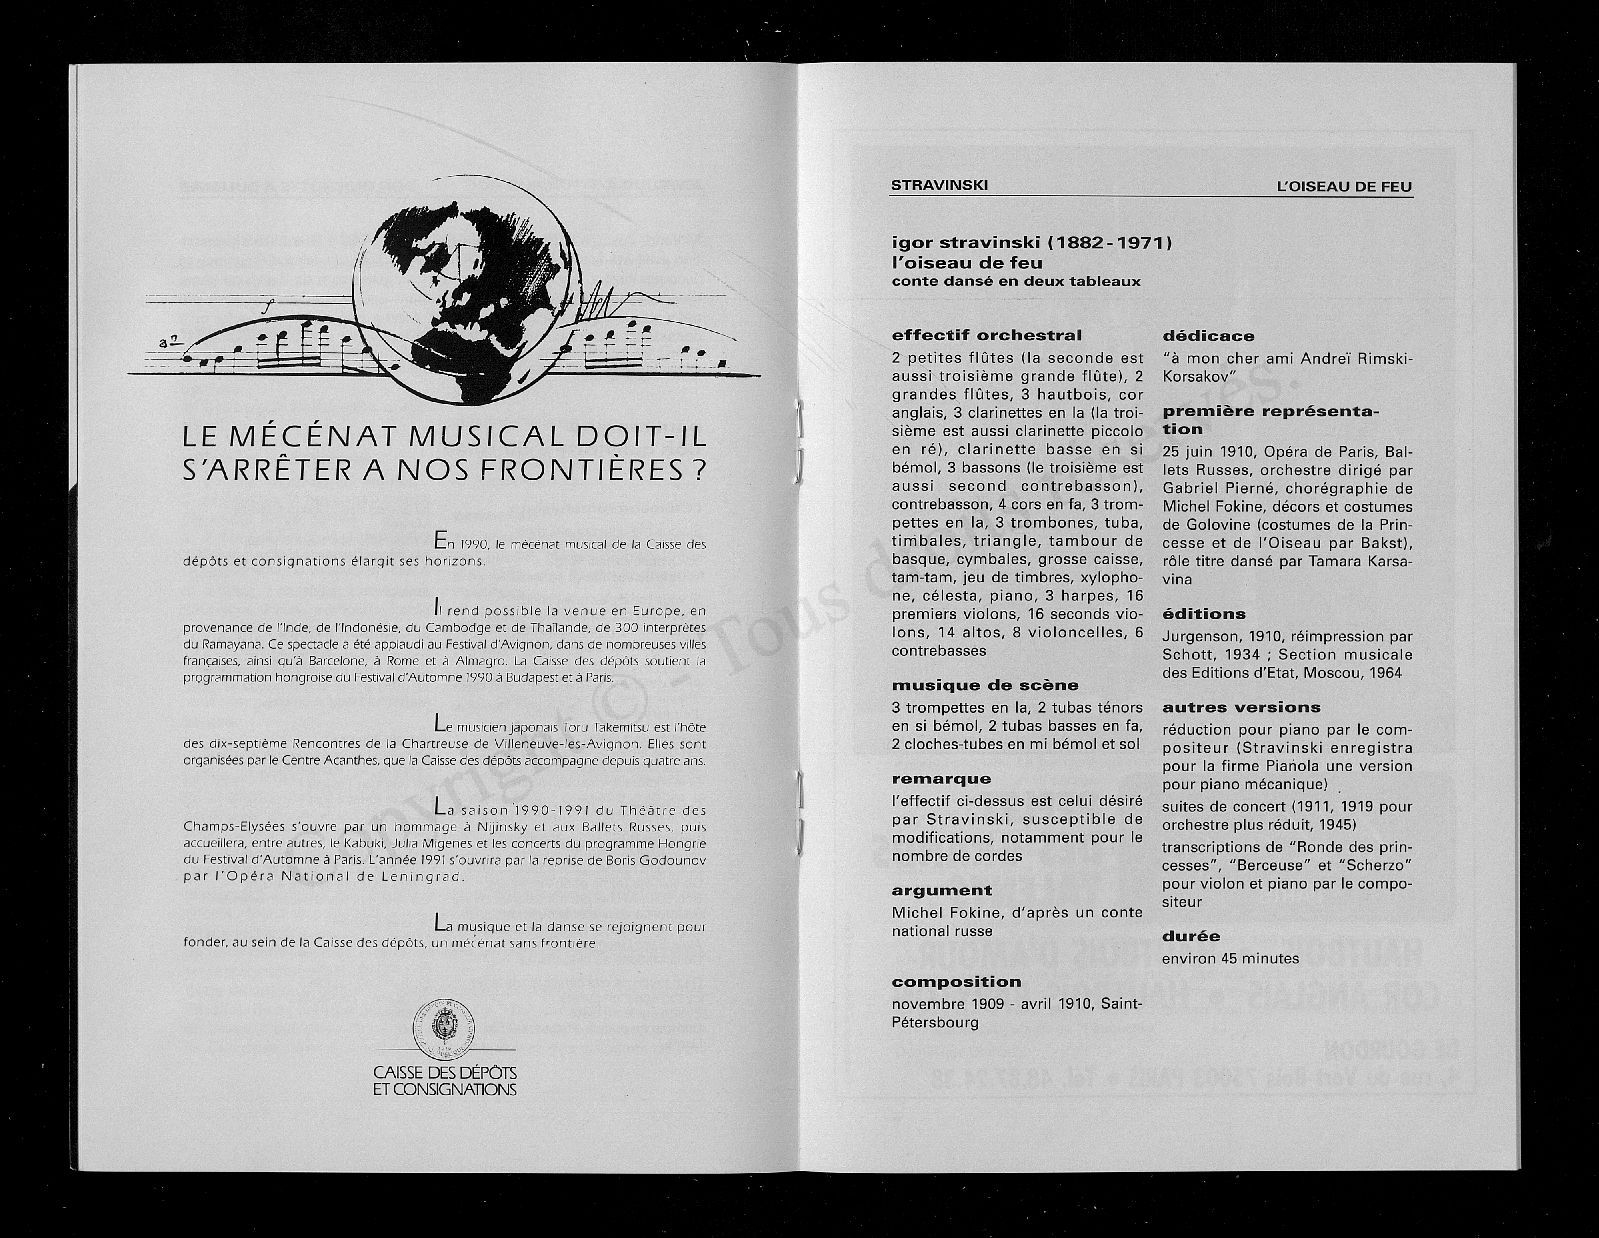 LE MÉCÉNAT MUSICAL DOIT-IL
S'ARRÊTER A NOS FRONTIÈRES ?
En 1990, le mécénat musical de la Caisse des
dépôts et consignations élargit ses horizons.
Il rend possible la venue en Europe, en
provenance de l'Inde, de l'Indonésie, du Cambodge et de Thaïlande, de 300 interprètes
du Ramayana. Ce spectacle a été applaudi au Festival d'Avignon, dans de nombreuses villes
françaises, ainsi qu'à Barcelone, à Rome et à Almagro. La Caisse des dépôts soutient la
programmation hongroise du Festival d'Automne 1990 à Budapest et à Paris.
Le musicien japonais Toru Takemitsu est l'hôte
des dix-septième Rencontres de la Chartreuse de Villeneuve-les-Avignon. Elles sont
organisées par le Centre Acanthes, que la Caisse des dépôts accompagne depuis quatre ans.
La saison 1990-1991 du Théâtre des
Champs-Elysées s'ouvre par un hommage à Nijinsky et aux Ballets Russes, puis
accueillera, entre autres, le Kabuki, Julia Migenes et les concerts du programme Hongrie
du Festival d'Automne à Paris. L'année 1991 s'ouvrira par la reprise de Boris Godounov
par l'Opéra National de Leningrad.
La musique et la danse se rejoignent pour
fonder, au sein de la Caisse des dépôts, un mécénat sans frontière.
CAISSE DES DÉPÔTS
ET CONSIGNATIONS
STRAVINSKI L'OISEAU DE FEU
igor stravinski (1882-1971)
l'oiseau de feu
conte dansé en deux tableaux
effectif orchestral
2 petites flûtes (la seconde est
aussi troisième grande flûte), 2
grandes flûtes, 3 hautbois, cor
anglais, 3 clarinettes en la (la troi-
sième est aussi clarinette piccolo
en ré), clarinette basse en si
bémol, 3 bassons (le troisième est
aussi second contrebasson),
contrebasson, 4 cors en fa, 3 trom-
pettes en la, 3 trombones, tuba,
timbales, triangle, tambour de
basque, cymbales, grosse caisse,
tam-tam, jeu de timbres, xylopho-
ne, célesta, piano, 3 harpes, 16
premiers violons, 16 seconds vio-
lons, 14 altos, 8 violoncelles, 6
contrebasses
musique de scène
3 trompettes en la, 2 tubas ténors
en si bémol, 2 tubas basses en fa,
2 cloches-tubes en mi bémol et sol
remarque
l'effectif ci-dessus est celui désiré
par Stravinski, susceptible de
modifications, notamment pour le
nombre de cordes
argument
Michel Fokine, d'après un conte
national russe
composition
novembre 1909 - avril 1910, Saint-
Pétersbourg
dédicace
"à mon cher ami Andreï Rimski-
Korsakov"
première représenta-
tion
25 juin 1910, Opéra de Paris, Bal-
lets Russes, orchestre dirigé par
Gabriel Pierné, chorégraphie de
Michel Fokine, décors et costumes
de Golovine (costumes de la Prin-
cesse et de l'Oiseau par Bakst),
rôle titre dansé par Tamara Karsa-
vina
éditions
Jurgenson, 1910, réimpression par
Schott, 1934 ; Section musicale
des Editions d'Etat, Moscou, 1964
autres versions
réduction pour piano par le com-
positeur (Stravinski enregistra
pour la firme Pianola une version
pour piano mécanique)
suites de concert (1911, 1919 pour
orchestre plus réduit, 1945)
transcriptions de "Ronde des prin-
cesses", "Berceuse" et "Scherzo"
pour violon et piano par le compo-
siteur
durée
environ 45 minutes